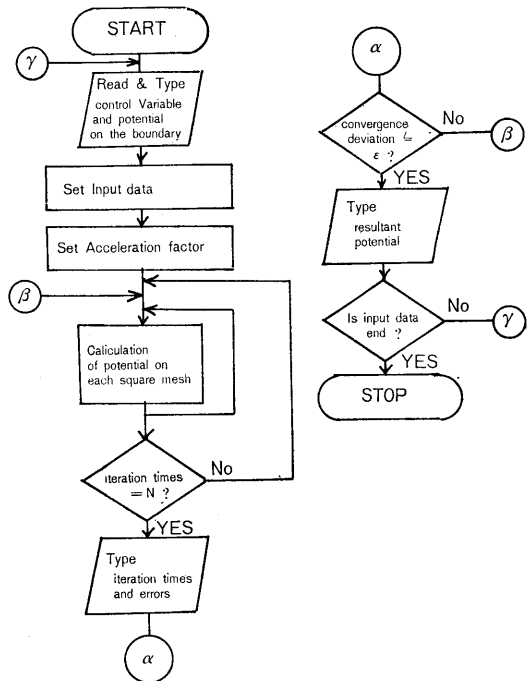 START
γ
Read & Type
control Variable
and potential
on the boundary
Set Input data
Set Acceleration factor
β
Calculation
of potential on
each square mesh
iteration times
= N ?
No
YES
Type
iteration times
and errors
α
α
convergence
deviation ≦
ε ?
No
β
YES
Type
resultant
potential
Is input data
end ?
No
γ
YES
STOP